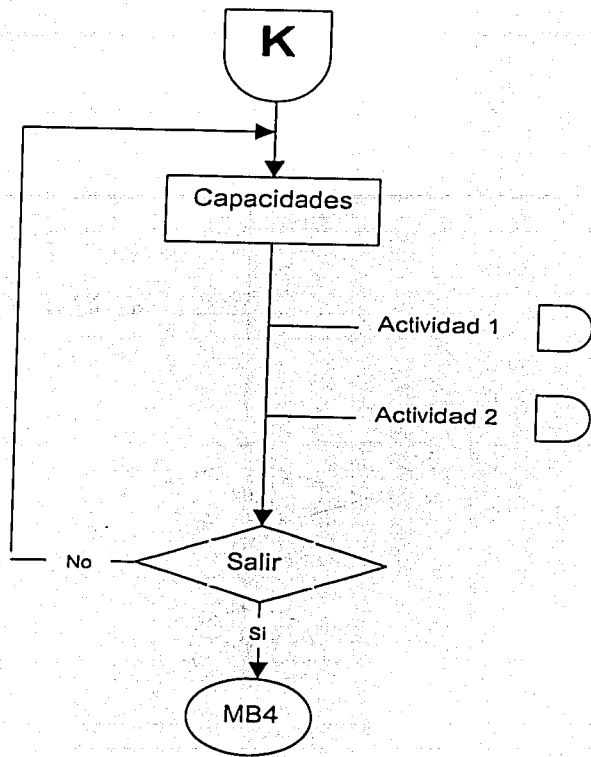 K
Capacidades
Actividad 1
Actividad 2
Salir
No
Si
MB4